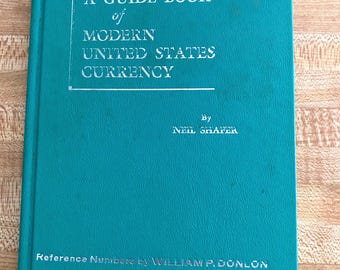 A GUIDE BOOK
of
MODERN
UNITED STATES
CURRENCY
By
NEIL SHAFER
Reference Numbers by WILLIAM P. DONLON